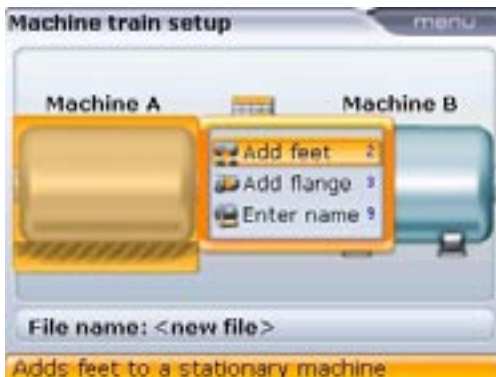 Machine train setup
menu
Machine A
Machine B
Add feet 2
Add flange 3
Enter name 9
File name: <new file>
Adds feet to a stationary machine